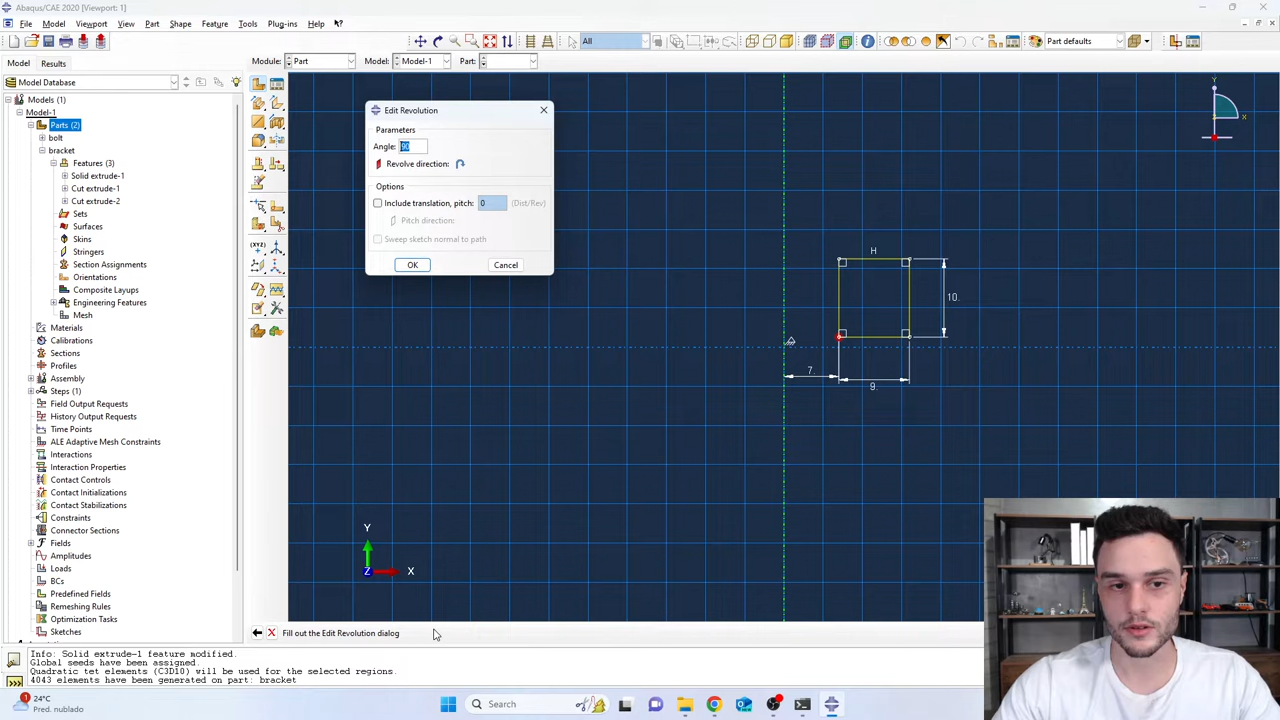 Abaqus/CAE 2020 [Viewport: 1]
File Model Viewport View Part Shape Feature Tools Plug-ins Help
All
Part defaults
Model Results
Module: Part Model: Model-1 Part:
Model Database
Models (1)
Model-1
Parts (2)
bolt
bracket
Features (3)
Solid extrude-1
Cut extrude-1
Cut extrude-2
Sets
Surfaces
Skins
Stringers
Section Assignments
Orientations
Composite Layups
Engineering Features
Mesh
Materials
Calibrations
Sections
Profiles
Assembly
Steps (1)
Field Output Requests
History Output Requests
Time Points
ALE Adaptive Mesh Constraints
Interactions
Interaction Properties
Contact Controls
Contact Initializations
Contact Stabilizations
Constraints
Connector Sections
Fields
Amplitudes
Loads
BCs
Predefined Fields
Remeshing Rules
Optimization Tasks
Sketches
(XYZ)
Edit Revolution
Parameters
Angle: 90
Revolve direction:
Options
Include translation, pitch: 0 (Dist/Rev)
Pitch direction:
Sweep sketch normal to path
OK Cancel
Y
X
H
10.
7.
9.
Y
Z X
Fill out the Edit Revolution dialog
Info: Solid extrude-1 feature modified.
Global seeds have been assigned.
Quadratic tet elements (C3D10) will be used for the selected regions.
4043 elements have been generated on part: bracket
24°C
Pred. nublado
Search